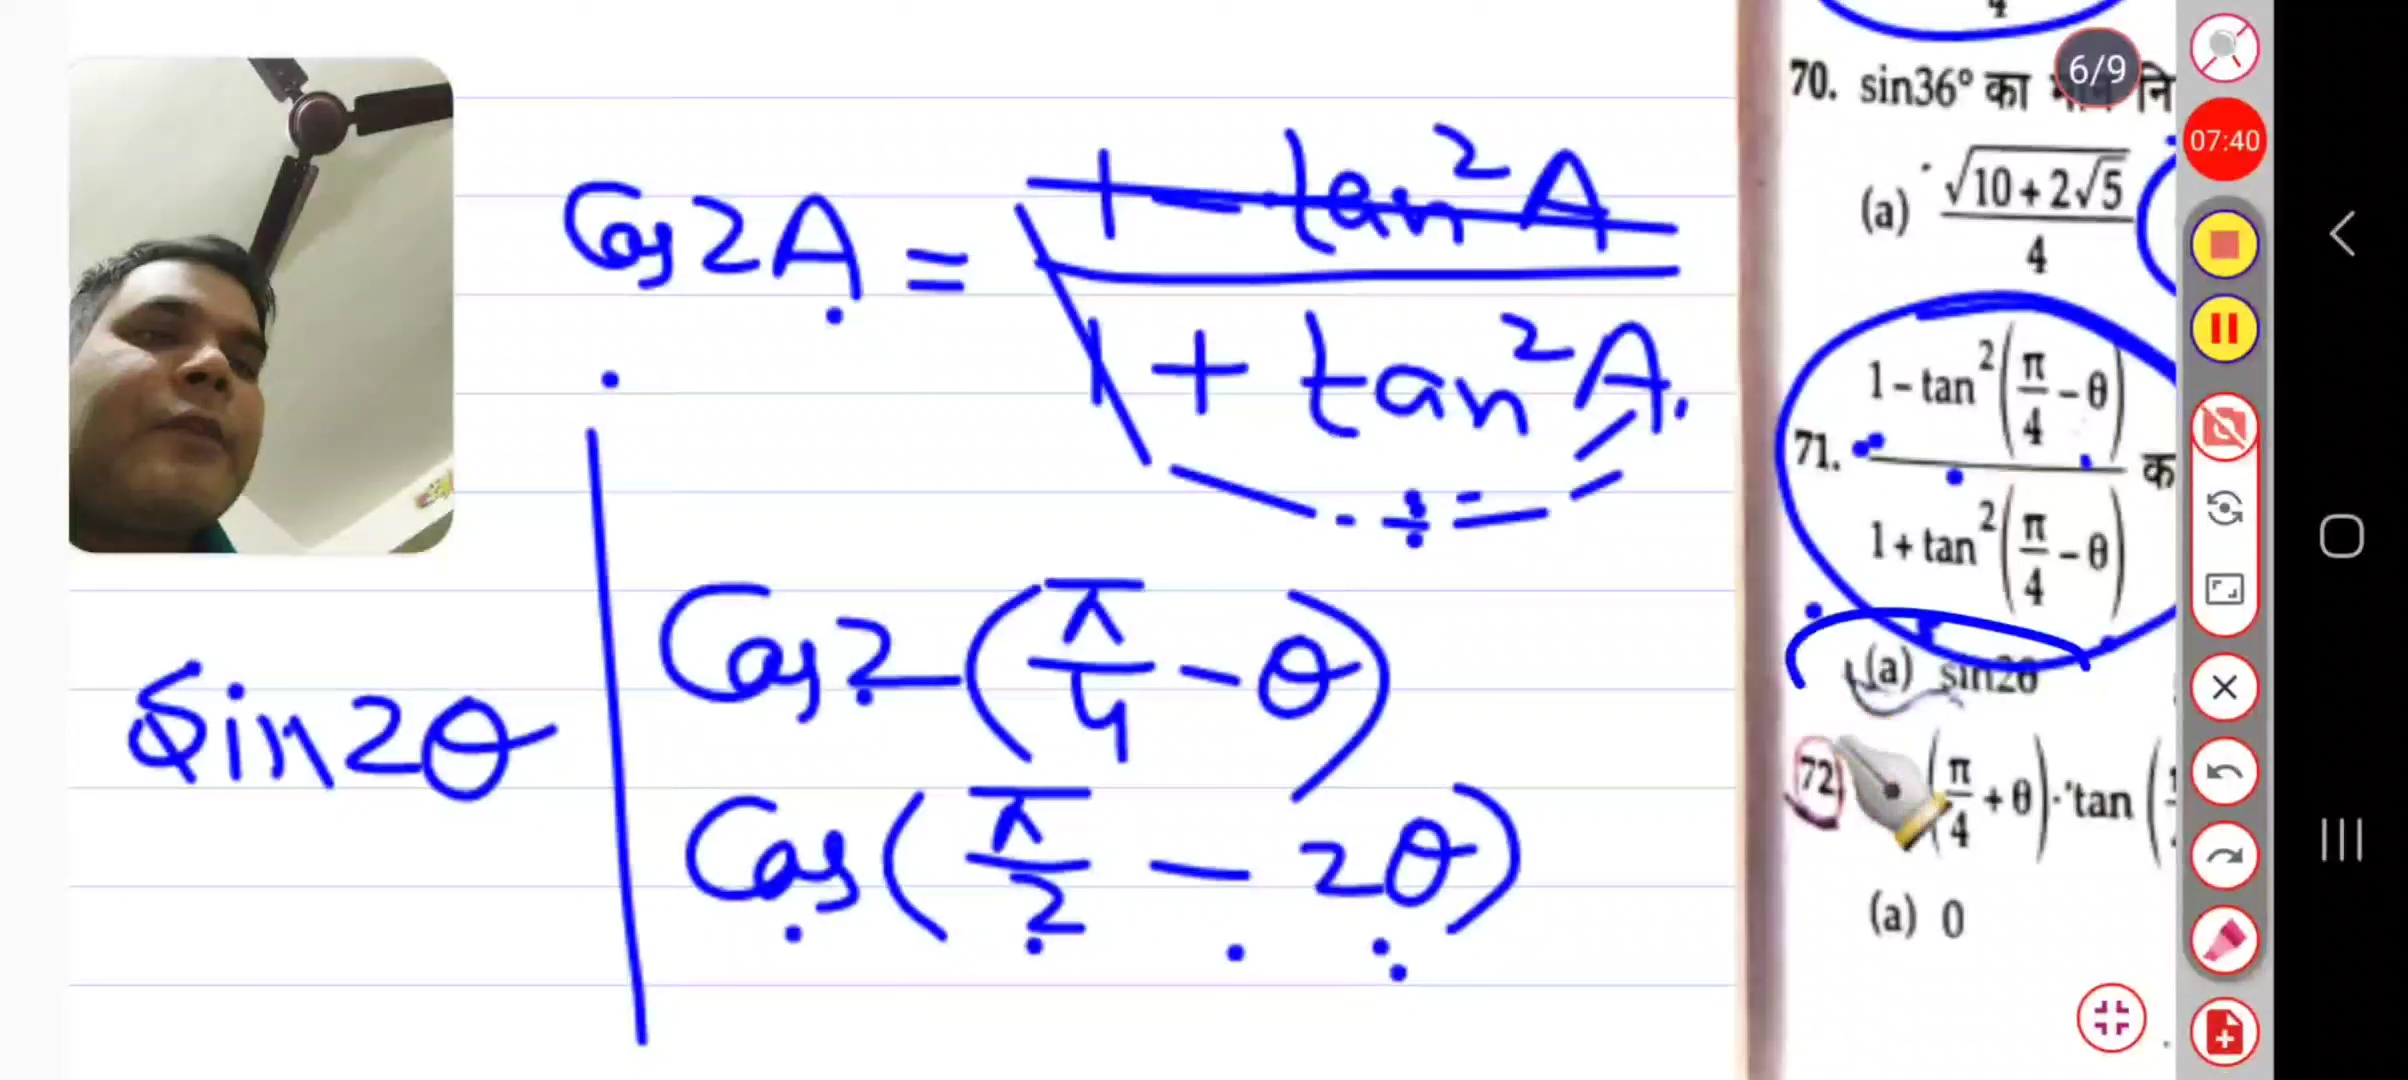 Cos2A = 1 - tan²A / 1 + tan²A
Cos2(π/4 - θ)
Sin2θ
Cos(π/2 - 2θ)
4
70. sin36° का नि
6/9
(a) √(10+2√5) / 4
71. 1-tan²(π/4-θ) / 1+tan²(π/4-θ) क
(a) sin2θ
72 (π/4+θ)·tan(
(a) 0
07:40